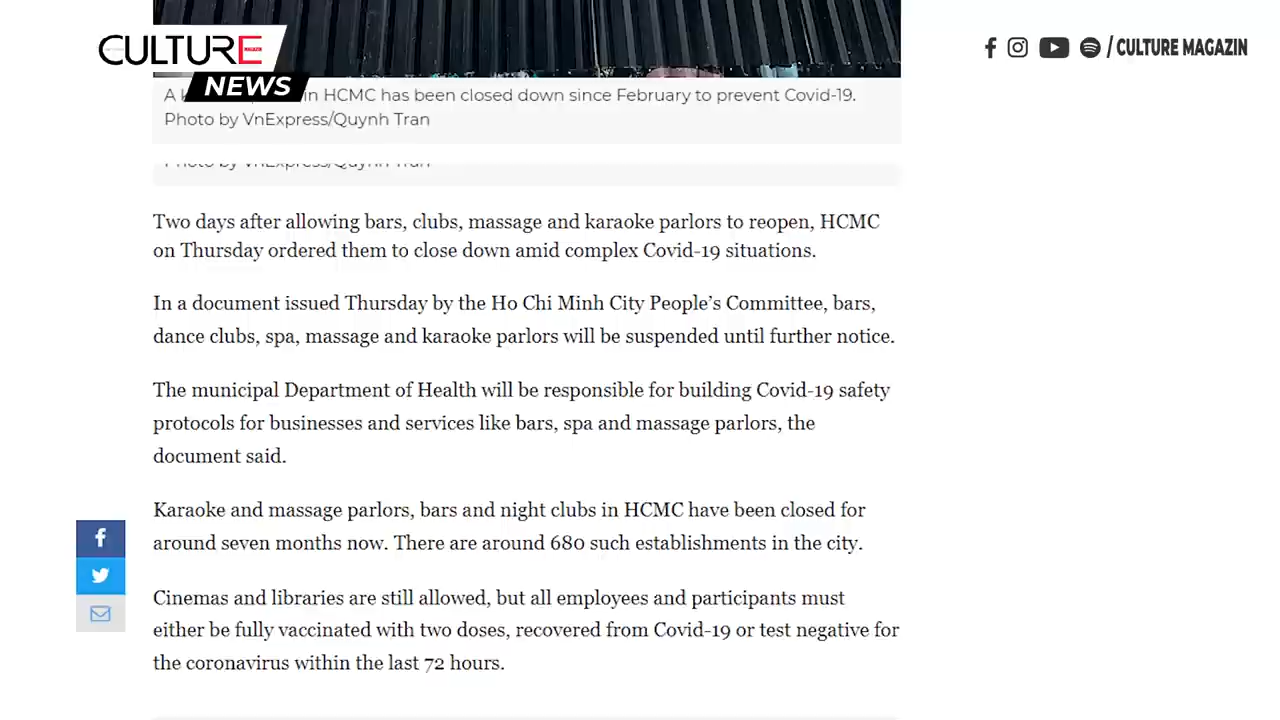 CULTURE
NEWS
/ CULTURE MAGAZIN
A in HCMC has been closed down since February to prevent Covid-19.
Photo by VnExpress/Quynh Tran
Photo by VnExpress/Quynh Tran
Two days after allowing bars, clubs, massage and karaoke parlors to reopen, HCMC
on Thursday ordered them to close down amid complex Covid-19 situations.
In a document issued Thursday by the Ho Chi Minh City People’s Committee, bars,
dance clubs, spa, massage and karaoke parlors will be suspended until further notice.
The municipal Department of Health will be responsible for building Covid-19 safety
protocols for businesses and services like bars, spa and massage parlors, the
document said.
Karaoke and massage parlors, bars and night clubs in HCMC have been closed for
around seven months now. There are around 680 such establishments in the city.
Cinemas and libraries are still allowed, but all employees and participants must
either be fully vaccinated with two doses, recovered from Covid-19 or test negative for
the coronavirus within the last 72 hours.